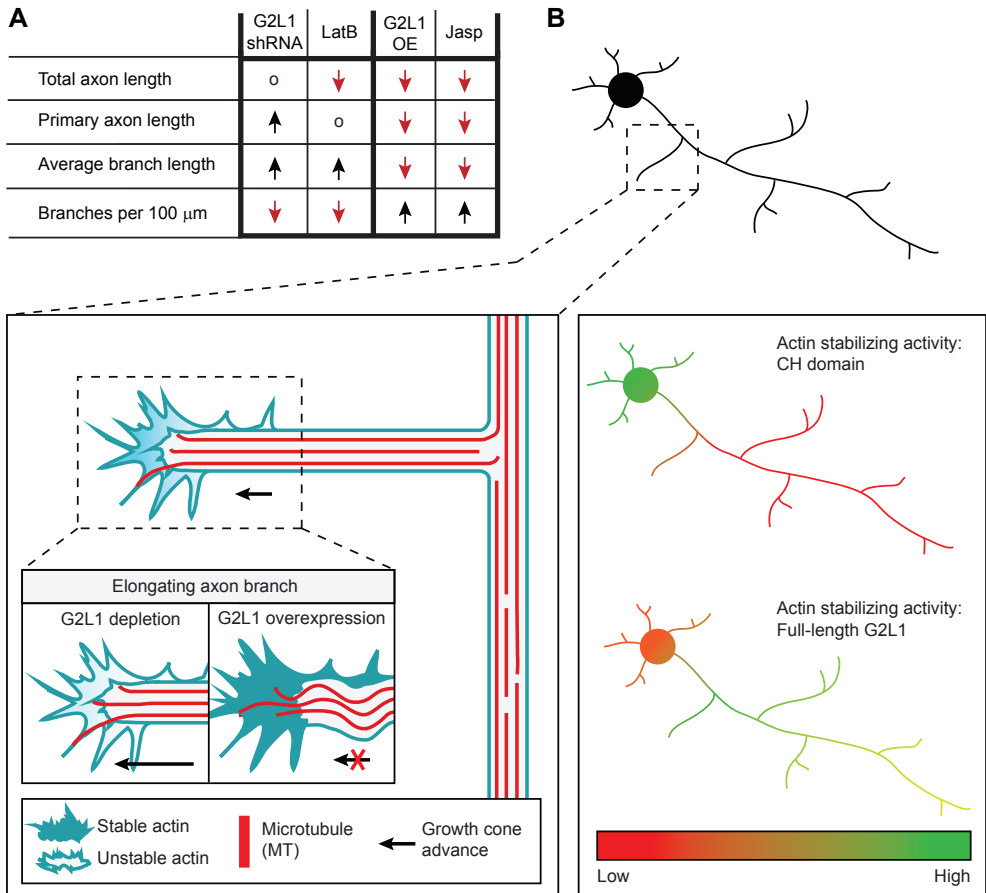 A
G2L1
shRNA
LatB
G2L1
OE
Jasp
Total axon length
o
Primary axon length
o
Average branch length
Branches per 100 µm
B
Elongating axon branch
G2L1 depletion
G2L1 overexpression
Stable actin
Unstable actin
Microtubule
(MT)
Growth cone
advance
Actin stabilizing activity:
CH domain
Actin stabilizing activity:
Full-length G2L1
Low
High